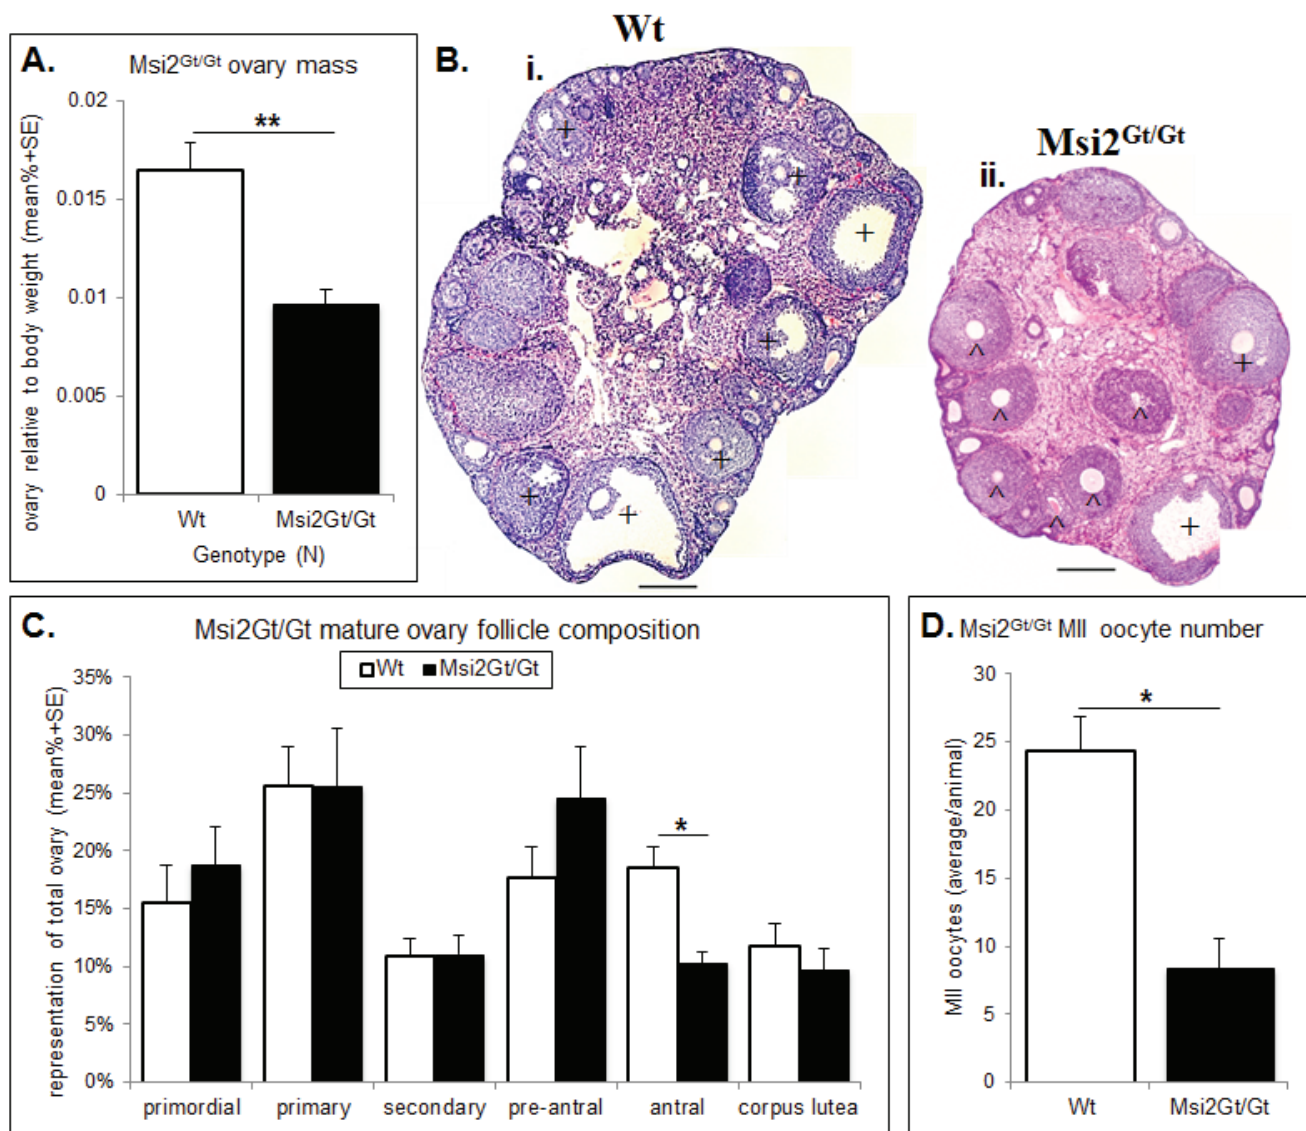 Wt
A.
Msi2Gt/Gt ovary mass
0.02
0.015
0.01
0.005
0
**
ovary relative to body weight (mean%+SE)
Wt
Msi2Gt/Gt
Genotype (N)
B.
i.
+
+
+
+
+
+
+
Msi2Gt/Gt
ii.
^
+
^
^
^
^
^
+
C.
Msi2Gt/Gt mature ovary follicle composition
Wt Msi2Gt/Gt
35%
30%
25%
20%
15%
10%
5%
0%
*
representation of total ovary (mean%+SE)
primordial primary secondary pre-antral antral corpus lutea
D.
Msi2Gt/Gt MII oocyte number
30
25
20
15
10
5
0
*
MII oocytes (average/animal)
Wt
Msi2Gt/Gt